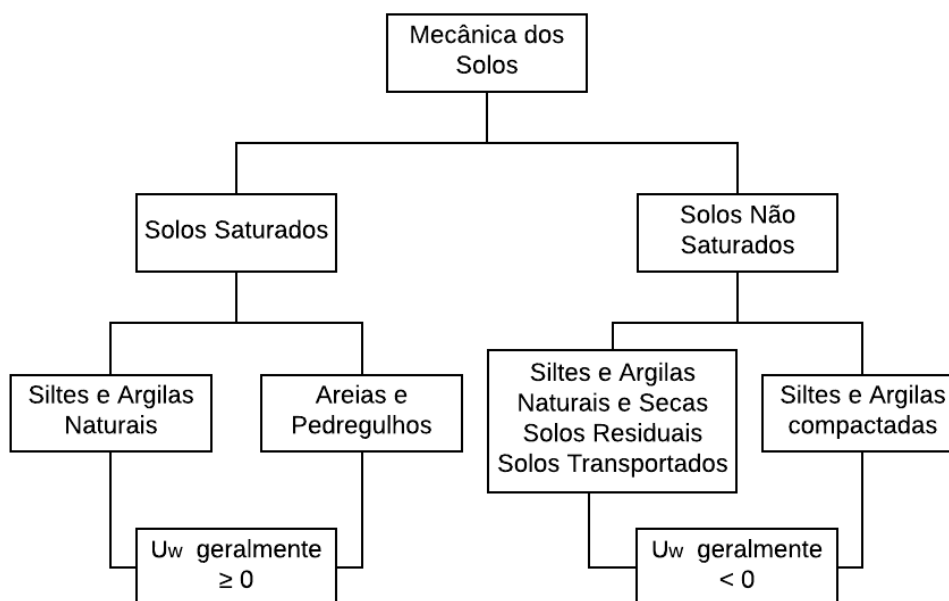 Mecânica dos
Solos
Solos Saturados
Solos Não
Saturados
Siltes e Argilas
Naturais
Areias e
Pedregulhos
Siltes e Argilas
Naturais e Secas
Solos Residuais
Solos Transportados
Siltes e Argilas
compactadas
Uw geralmente
≥ 0
Uw geralmente
< 0